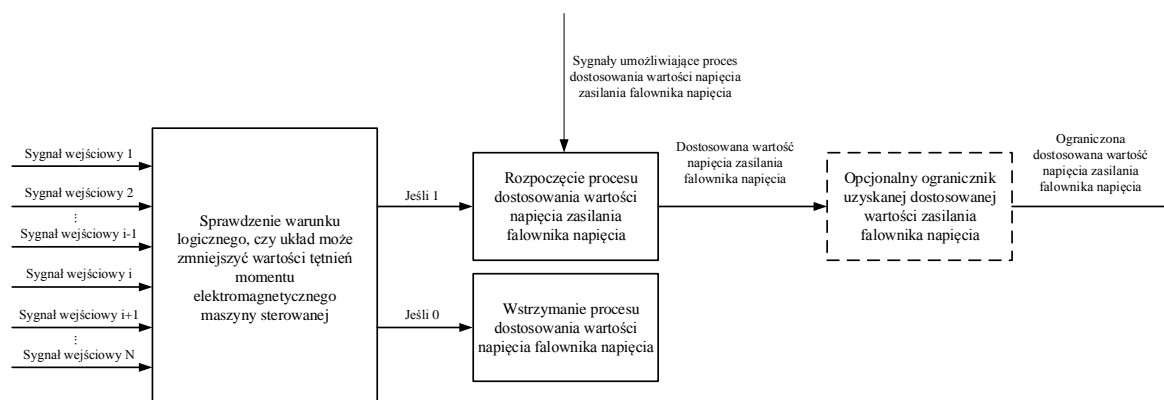 Sygnał wejściowy 1
Sygnał wejściowy 2
Sygnał wejściowy i-1
Sygnał wejściowy i
Sygnał wejściowy i+1
Sygnał wejściowy N
Sprawdzenie warunku
logicznego, czy układ może
zmniejszyć wartości tętnień
momentu
elektromagnetycznego
maszyny sterowanej
Jeśli 1
Jeśli 0
Sygnały umożliwiające proces
dostosowania wartości napięcia
zasilania falownika napięcia
Rozpoczęcie procesu
dostosowania wartości
napięcia zasilania
falownika napięcia
Wstrzymanie procesu
dostosowania wartości
napięcia falownika napięcia
Dostosowana wartość
napięcia zasilania
falownika napięcia
Opcjonalny ogranicznik
uzyskanej dostosowanej
wartości zasilania
falownika napięcia
Ograniczona
dostosowana wartość
napięcia zasilania
falownika napięcia